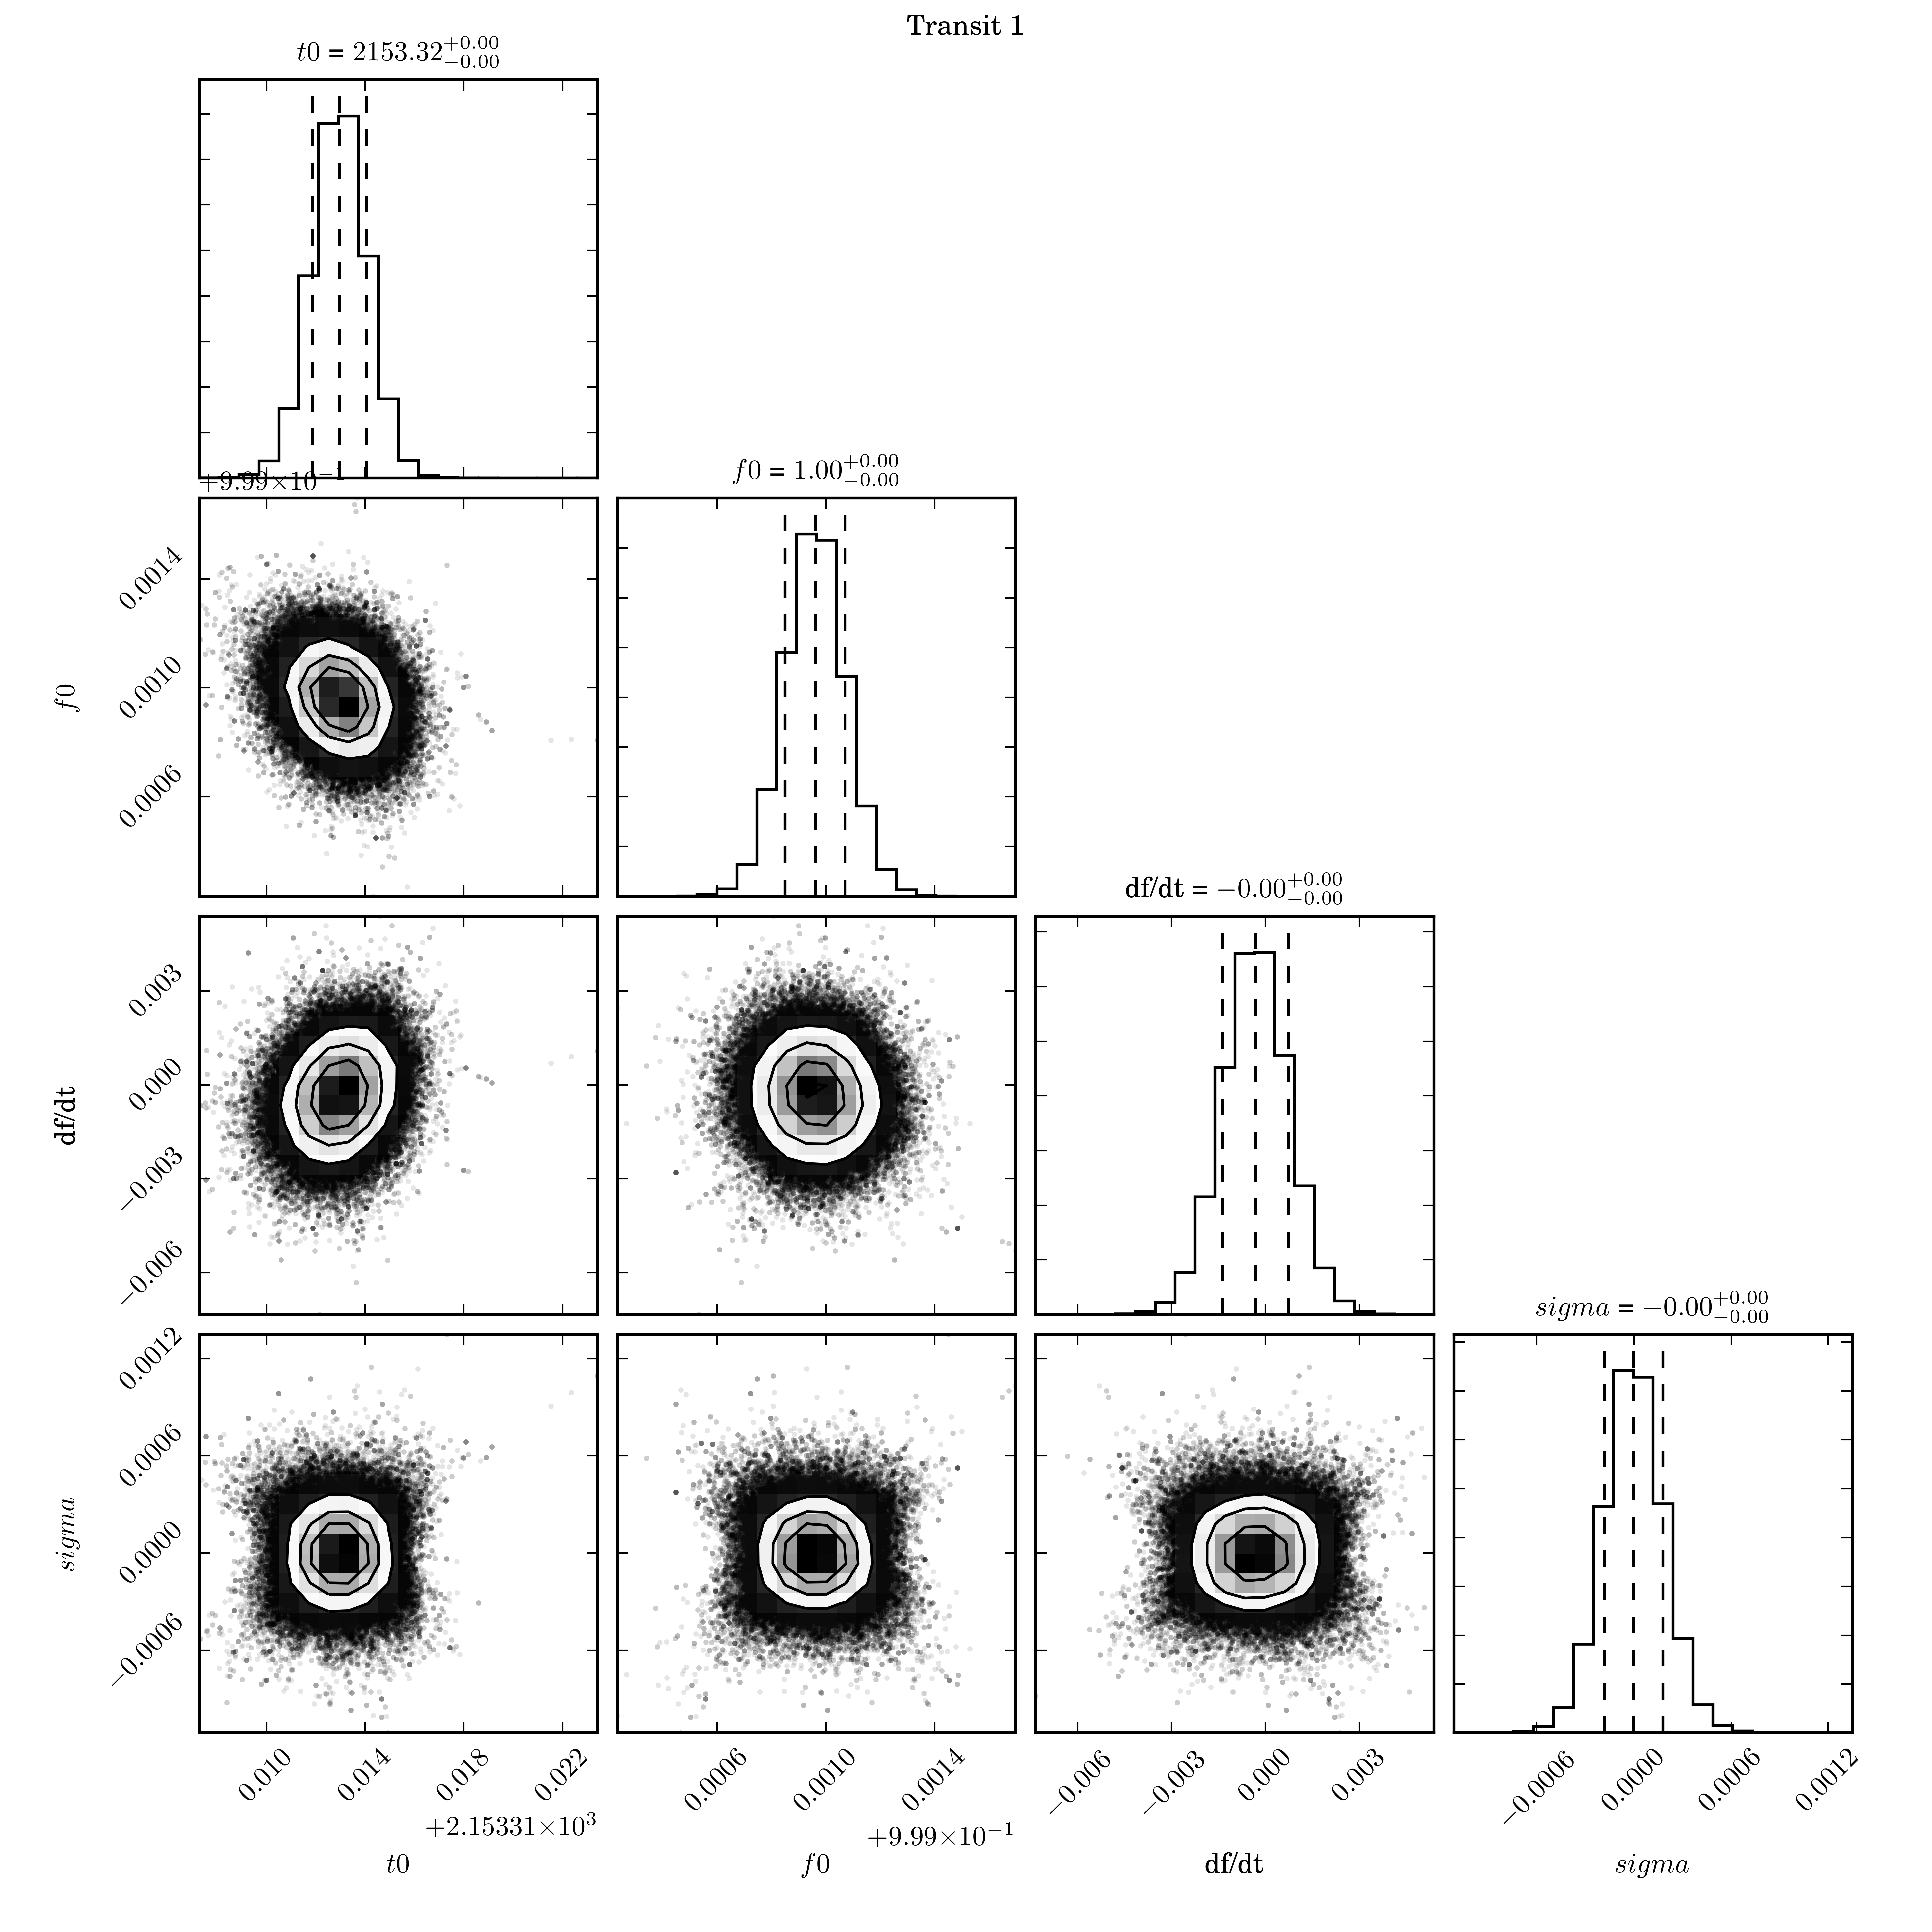 Transit 1
t0 = 2153.32+0.00 −0.00
+9.99×10−1
f0 = 1.00+0.00 −0.00
0.0014
0.0010
0.0006
f0
df/dt = −0.00+0.00 −0.00
0.003
0.000
−0.003
−0.006
df/dt
sigma = −0.00+0.00 −0.00
0.0012
0.0006
0.0000
−0.0006
sigma
0.010 0.014 0.018 0.022
+2.15331×103
t0
0.0006 0.0010 0.0014
+9.99×10−1
f0
−0.006 −0.003 0.000 0.003
df/dt
−0.0006 0.0000 0.0006 0.0012
sigma